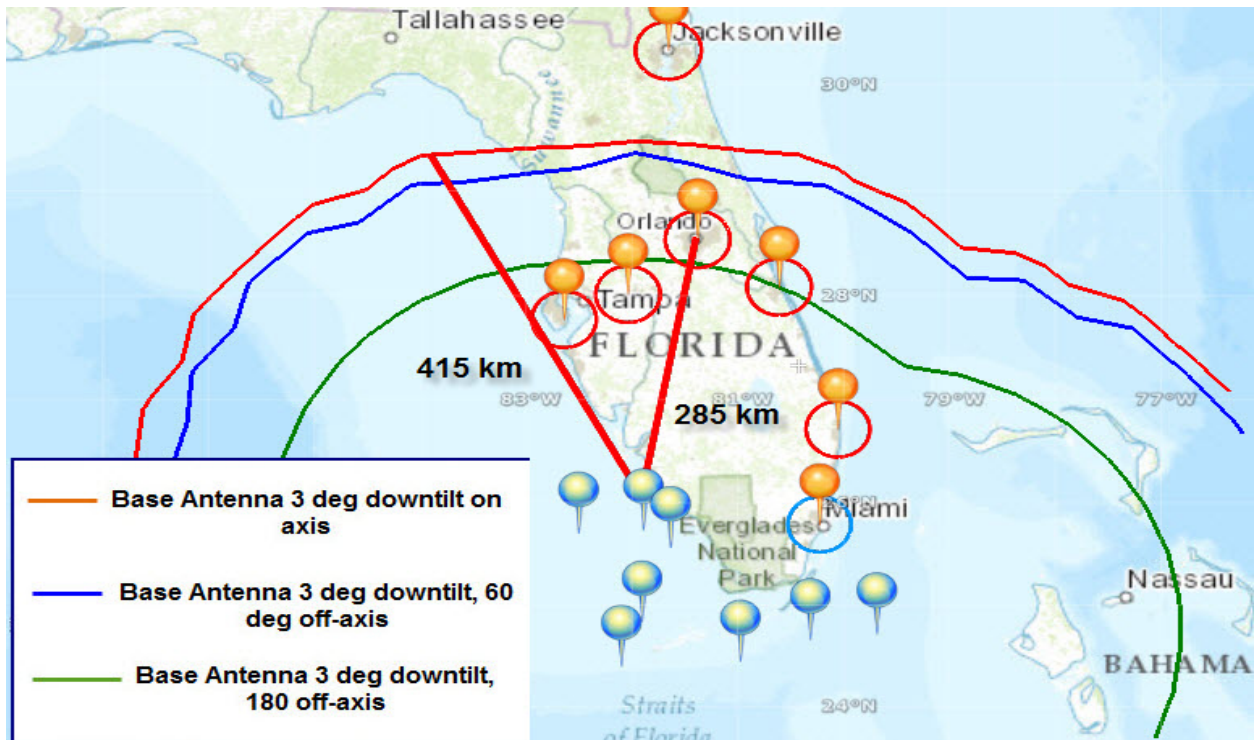 Tallahassee
Jacksonville
30°N
Suwannee
Orlando
28°N
Tampa
FLORIDA
415 km
83°W
81°W
79°W
77°W
285 km
Base Antenna 3 deg downtilt on
axis
Miami
Everglades
National
Park
Base Antenna 3 deg downtilt, 60
deg off-axis
Nassau
Base Antenna 3 deg downtilt,
180 off-axis
BAHAMA
Straits
of Florida
24°N